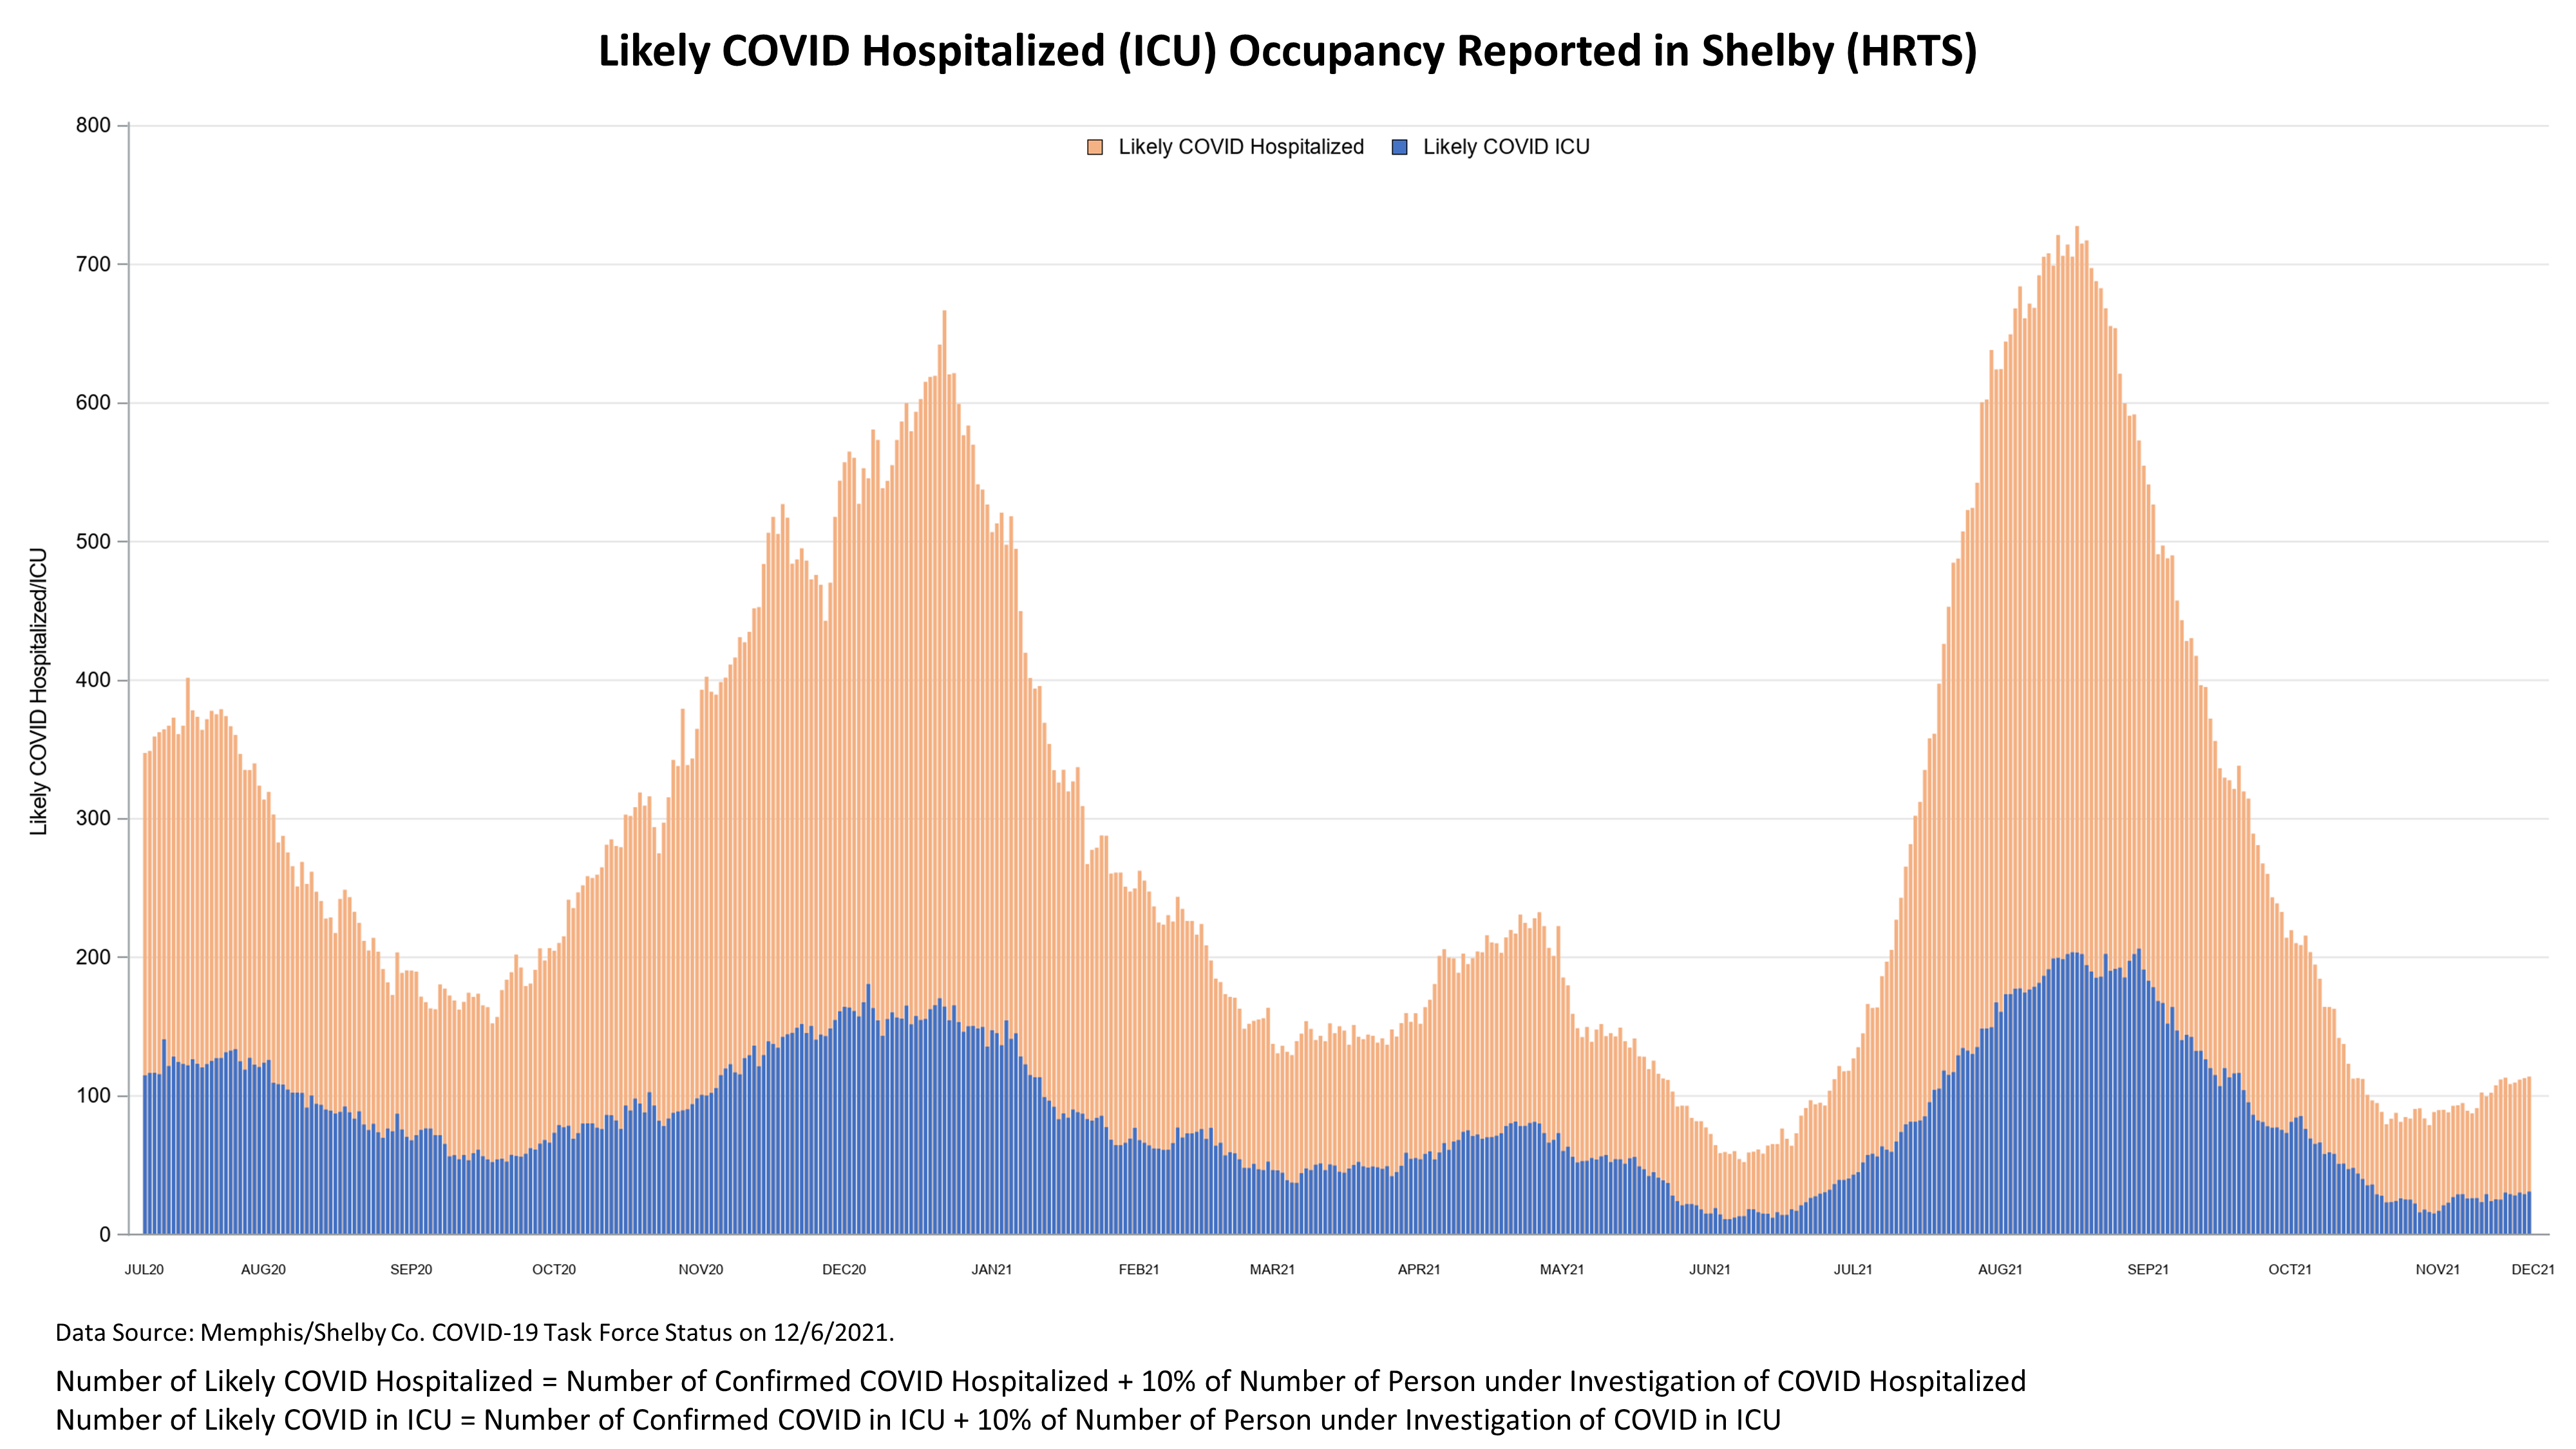 Likely COVID Hospitalized (ICU) Occupancy Reported in Shelby (HRTS)
Likely COVID Hospitalized Likely COVID ICU
Likely COVID Hospitalized/ICU
800
700
600
500
400
300
200
100
0
JUL20 AUG20 SEP20 OCT20 NOV20 DEC20 JAN21 FEB21 MAR21 APR21 MAY21 JUN21 JUL21 AUG21 SEP21 OCT21 NOV21 DEC21
Data Source: Memphis/Shelby Co. COVID-19 Task Force Status on 12/6/2021.
Number of Likely COVID Hospitalized = Number of Confirmed COVID Hospitalized + 10% of Number of Person under Investigation of COVID Hospitalized
Number of Likely COVID in ICU = Number of Confirmed COVID in ICU + 10% of Number of Person under Investigation of COVID in ICU